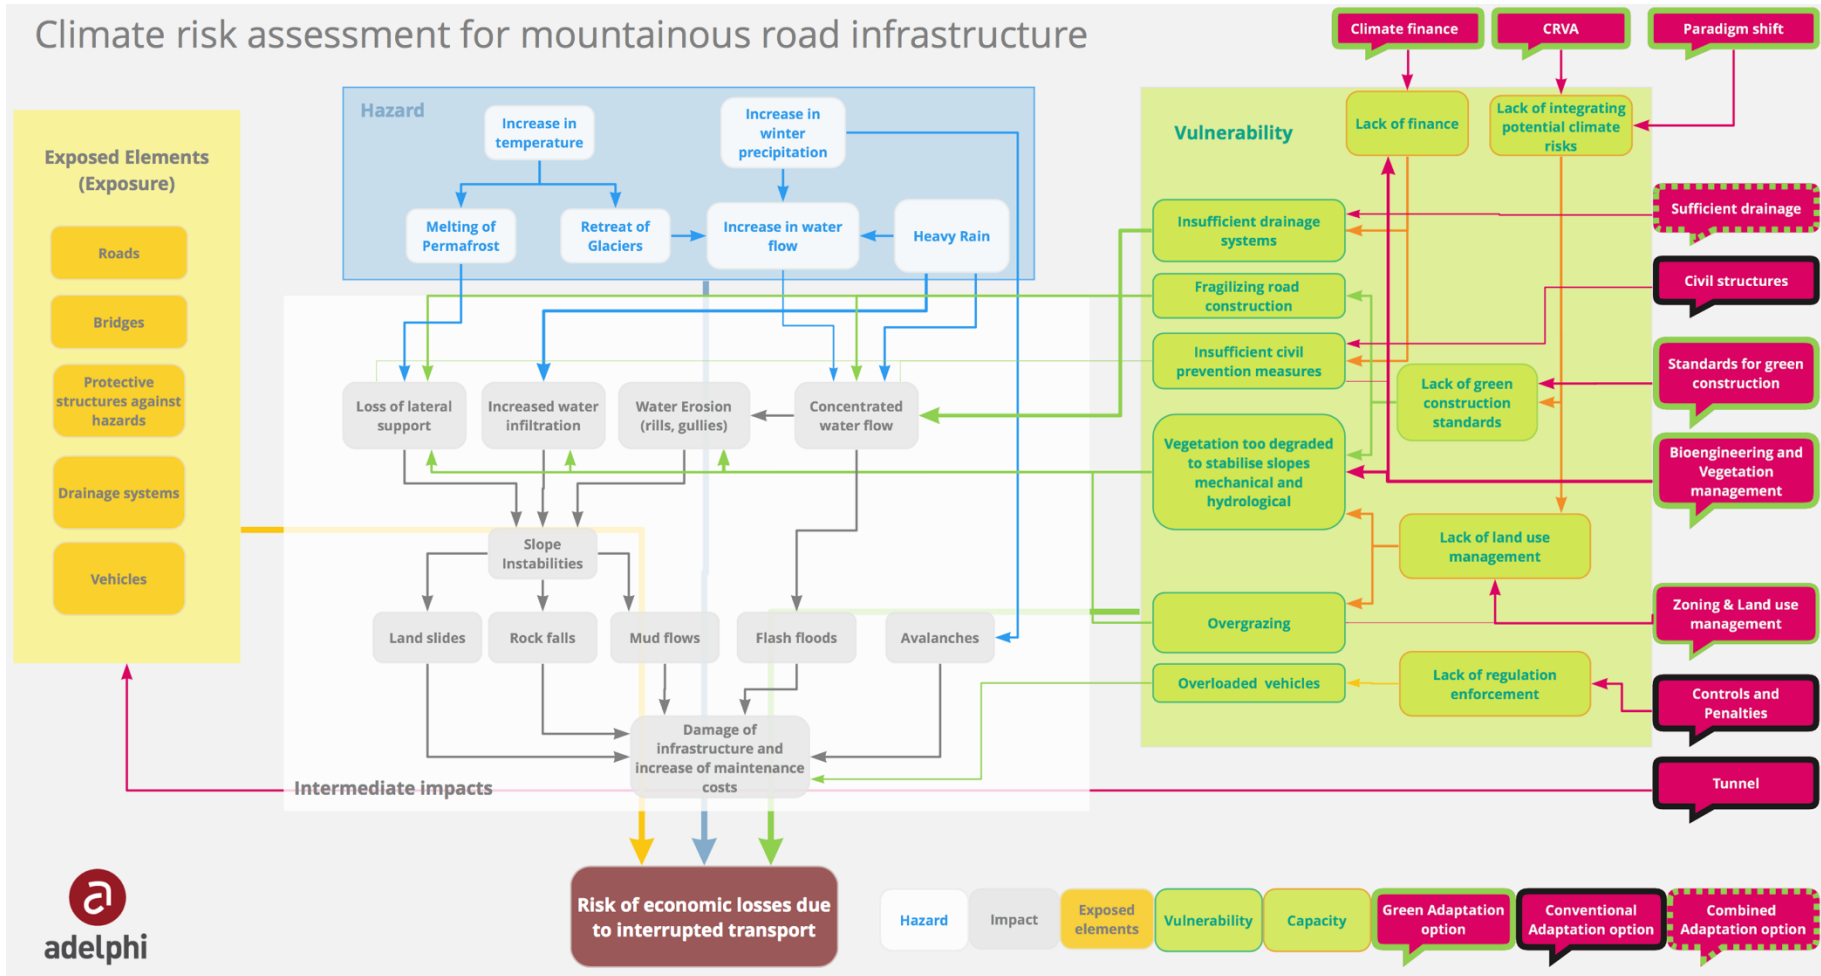 Climate risk assessment for mountainous road infrastructure
Climate finance
CRVA
Paradigm shift
Exposed Elements
(Exposure)
Roads
Bridges
Protective
structures against
hazards
Drainage systems
Vehicles
Hazard
Increase in
temperature
Increase in
winter
precipitation
Melting of
Permafrost
Retreat of
Glaciers
Increase in water
flow
Heavy Rain
Loss of lateral
support
Increased water
infiltration
Water Erosion
(rills, gullies)
Concentrated
water flow
Slope
Instabilities
Land slides
Rock falls
Mud flows
Flash floods
Avalanches
Damage of
infrastructure and
increase of maintenance
costs
Intermediate impacts
Vulnerability
Lack of finance
Lack of integrating
potential climate
risks
Insufficient drainage
systems
Fragilizing road
construction
Insufficient civil
prevention measures
Lack of green
construction
standards
Vegetation too degraded
to stabilise slopes
mechanical and
hydrological
Lack of land use
management
Overgrazing
Overloaded vehicles
Lack of regulation
enforcement
Sufficient drainage
Civil structures
Standards for green
construction
Bioengineering and
Vegetation
management
Zoning & Land use
management
Controls and
Penalties
Tunnel
adelphi
Risk of economic losses due
to interrupted transport
Hazard
Impact
Exposed
elements
Vulnerability
Capacity
Green Adaptation
option
Conventional
Adaptation option
Combined
Adaptation option